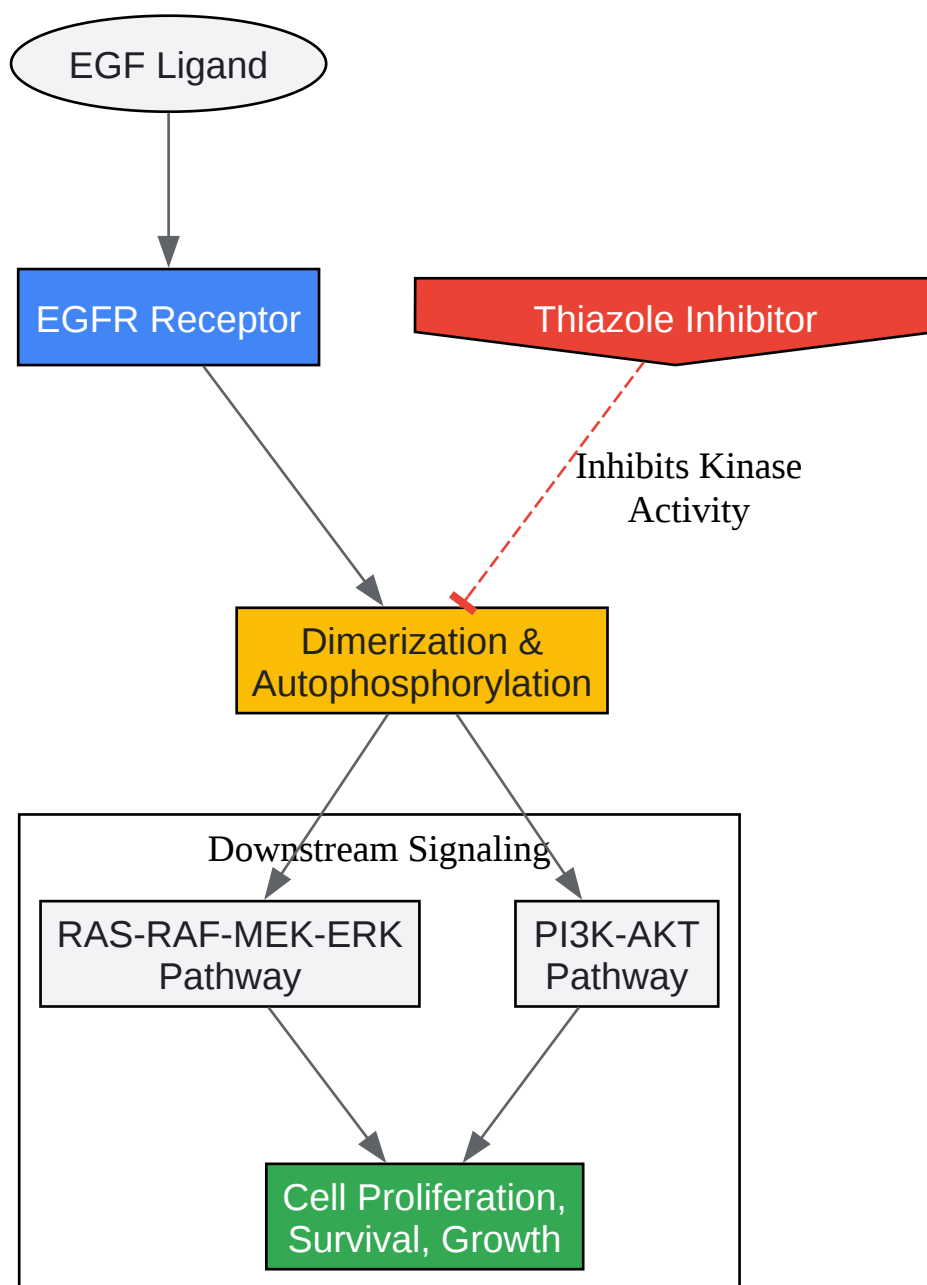 EGF Ligand
EGFR Receptor
Thiazole Inhibitor
Inhibits Kinase
Activity
Dimerization &
Autophosphorylation
Downstream Signaling
RAS-RAF-MEK-ERK
Pathway
PI3K-AKT
Pathway
Cell Proliferation,
Survival, Growth